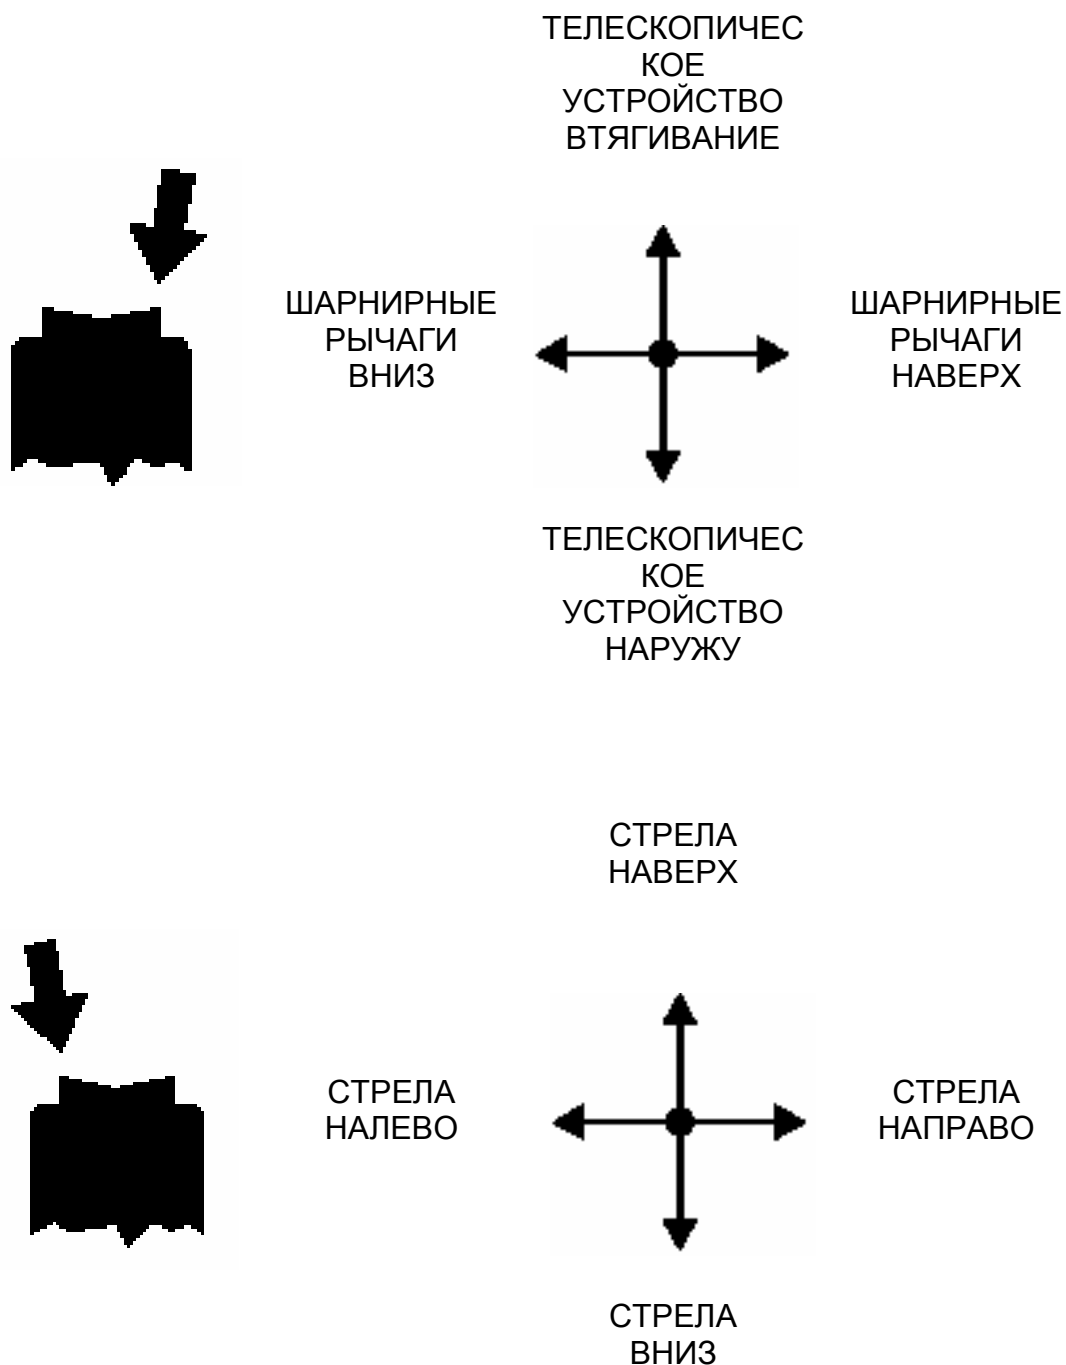 ТЕЛЕСКОПИЧЕС
КОЕ
УСТРОЙСТВО
ВТЯГИВАНИЕ
ШАРНИРНЫЕ
РЫЧАГИ
ВНИЗ
ШАРНИРНЫЕ
РЫЧАГИ
НАВЕРХ
ТЕЛЕСКОПИЧЕС
КОЕ
УСТРОЙСТВО
НАРУЖУ
СТРЕЛА
НАВЕРХ
СТРЕЛА
НАЛЕВО
СТРЕЛА
НАПРАВО
СТРЕЛА
ВНИЗ